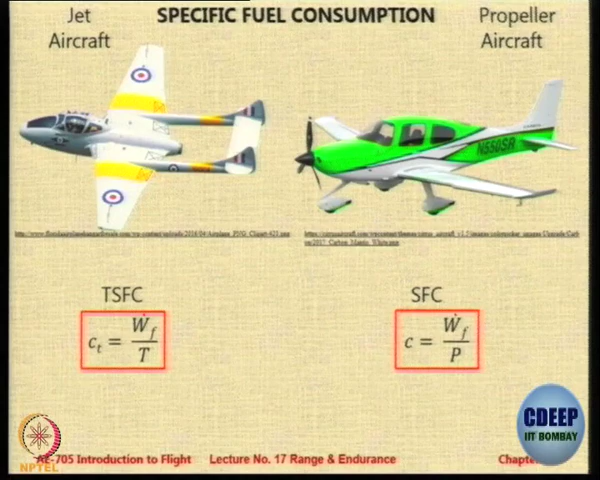 Jet
Aircraft
SPECIFIC FUEL CONSUMPTION
Propeller
Aircraft
N550SR
TSFC
SFC
c_t = Ẇ_f / T
c = Ẇ_f / P
CDEEP
IIT BOMBAY
NPTEL
AE-705 Introduction to Flight Lecture No. 17 Range & Endurance